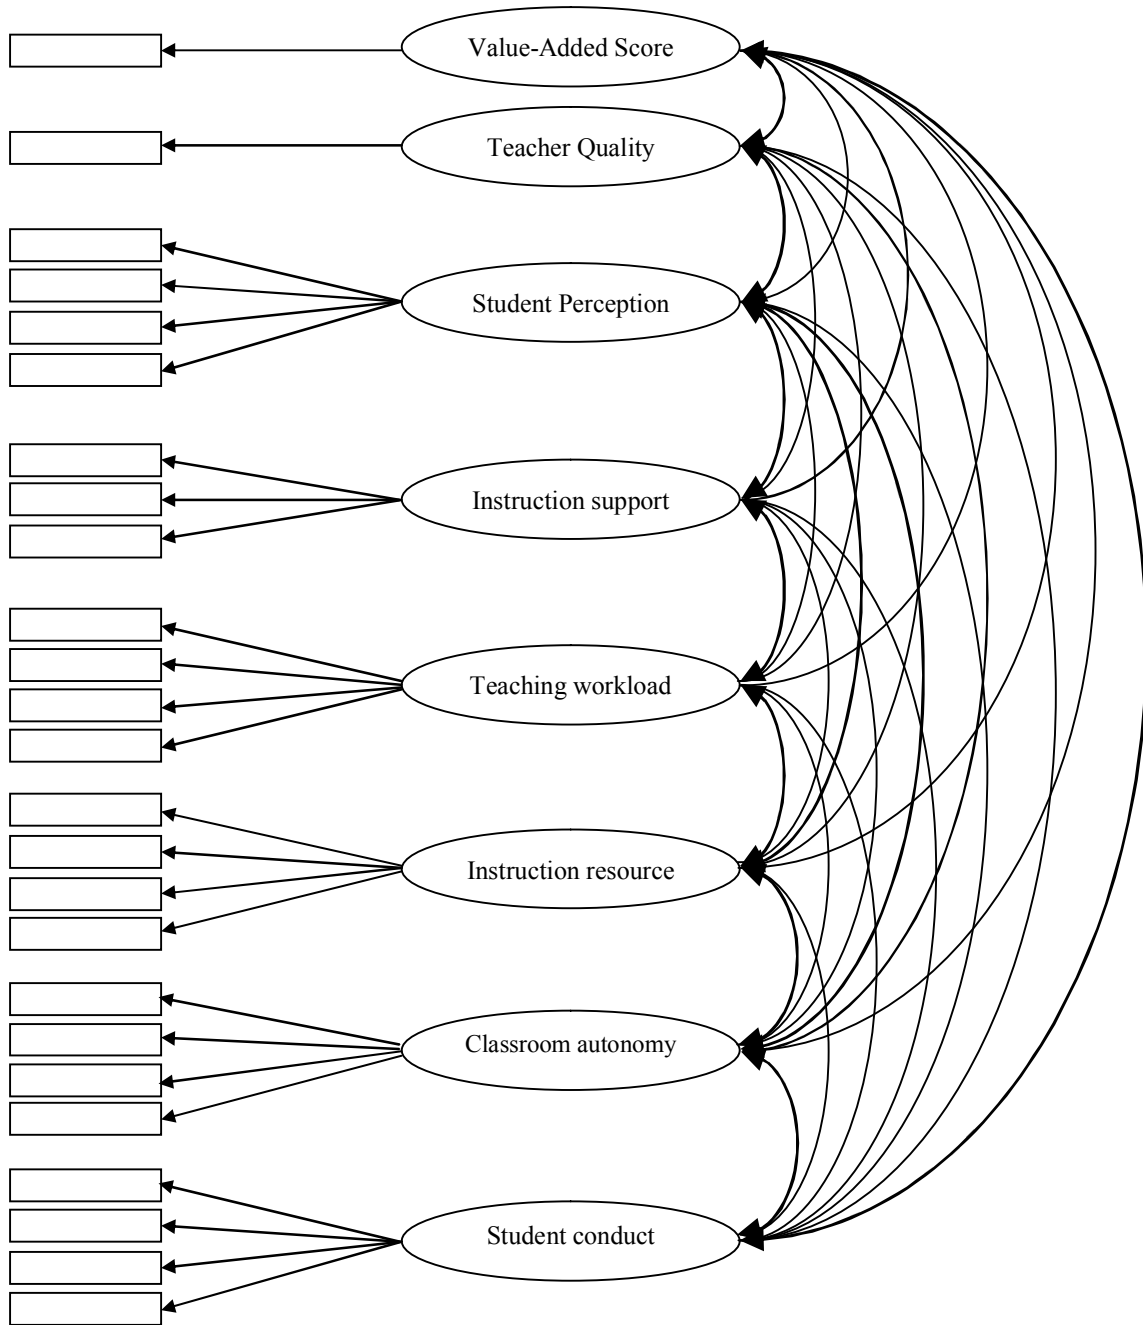 Value-Added Score
Teacher Quality
Student Perception
Instruction support
Teaching workload
Instruction resource
Classroom autonomy
Student conduct